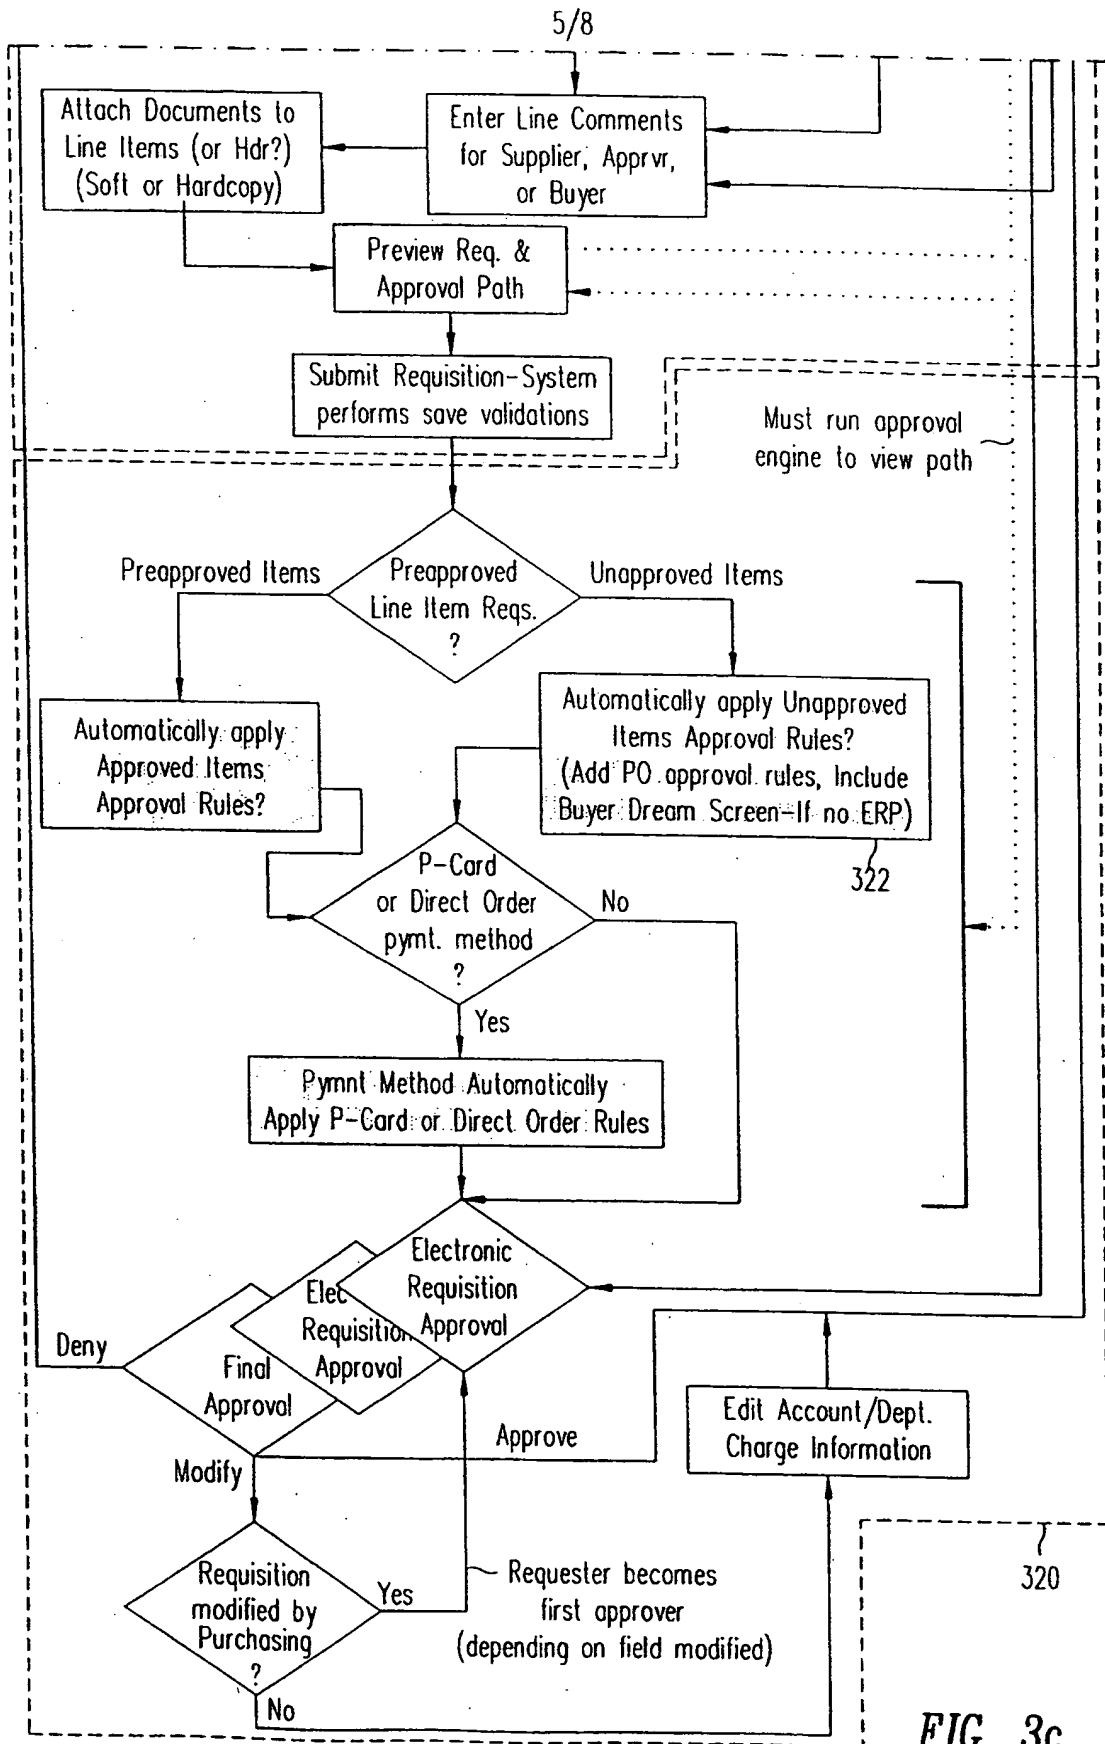 5/8
Attach Documents to
Line Items (or Hdr?)
(Soft or Hardcopy)
Enter Line Comments
for Supplier, Apprvr,
or Buyer
Preview Req. &
Approval Path
Submit Requisition-System
performs save validations
Must run approval
engine to view path
Preapproved Items
Preapproved
Line Item Reqs.
?
Unapproved Items
Automatically apply
Approved Items
Approval Rules?
Automatically apply Unapproved
Items Approval Rules?
(Add PO approval rules, Include
Buyer Dream Screen-If no ERP)
322
P-Card
or Direct Order
pymt. method
?
No
Yes
Pymnt Method Automatically
Apply P-Card or Direct Order Rules
Electronic
Requisition
Approval
Elec
Requisition
Approval
Final
Approval
Deny
Approve
Modify
Edit Account/Dept.
Charge Information
Requisition
modified by
Purchasing
?
Yes
No
Requester becomes
first approver
(depending on field modified)
320
FIG. 3c